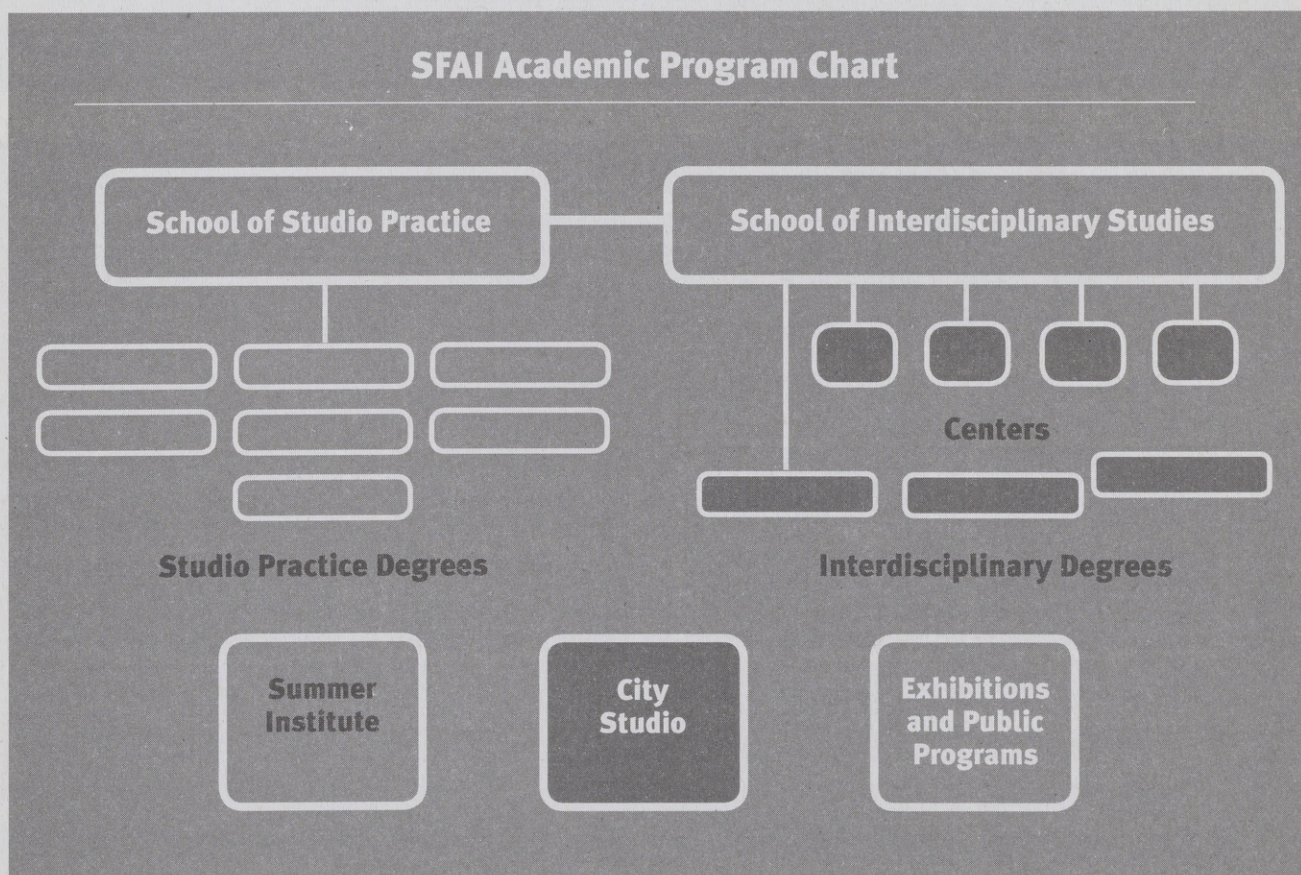 SFAI Academic Program Chart
School of Studio Practice
School of Interdisciplinary Studies
Centers
Studio Practice Degrees
Interdisciplinary Degrees
Summer
Institute
City
Studio
Exhibitions
and Public
Programs